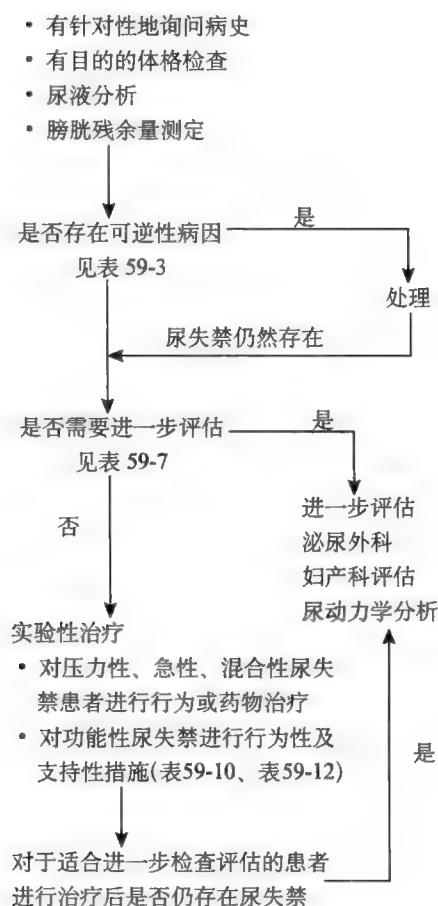 • 有针对性地询问病史
• 有目的的体格检查
• 尿液分析
• 膀胱残余量测定
是
是否存在可逆性病因
见表 59-3
处理
尿失禁仍然存在
是否需要进一步评估
是
见表 59-7
否
进一步评估
泌尿外科
妇产科评估
尿动力学分析
实验性治疗
• 对压力性、急性、混合性尿失
禁患者进行行为或药物治疗
• 对功能性尿失禁进行行为性及
支持性措施(表59-10、表59-12)
是
对于适合进一步检查评估的患者
进行治疗后是否仍存在尿失禁